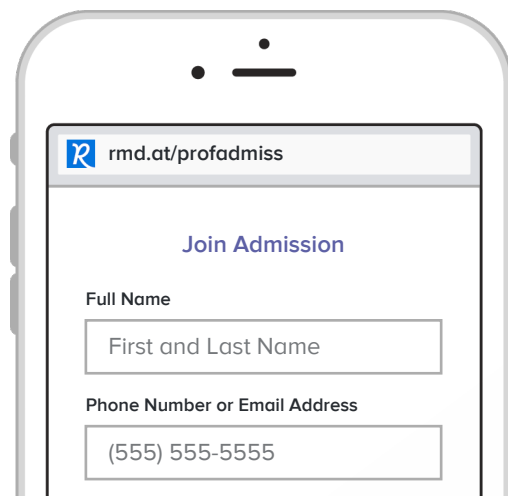 rmd.at/profadmiss
Join Admission
Full Name
First and Last Name
Phone Number or Email Address
(555) 555-5555